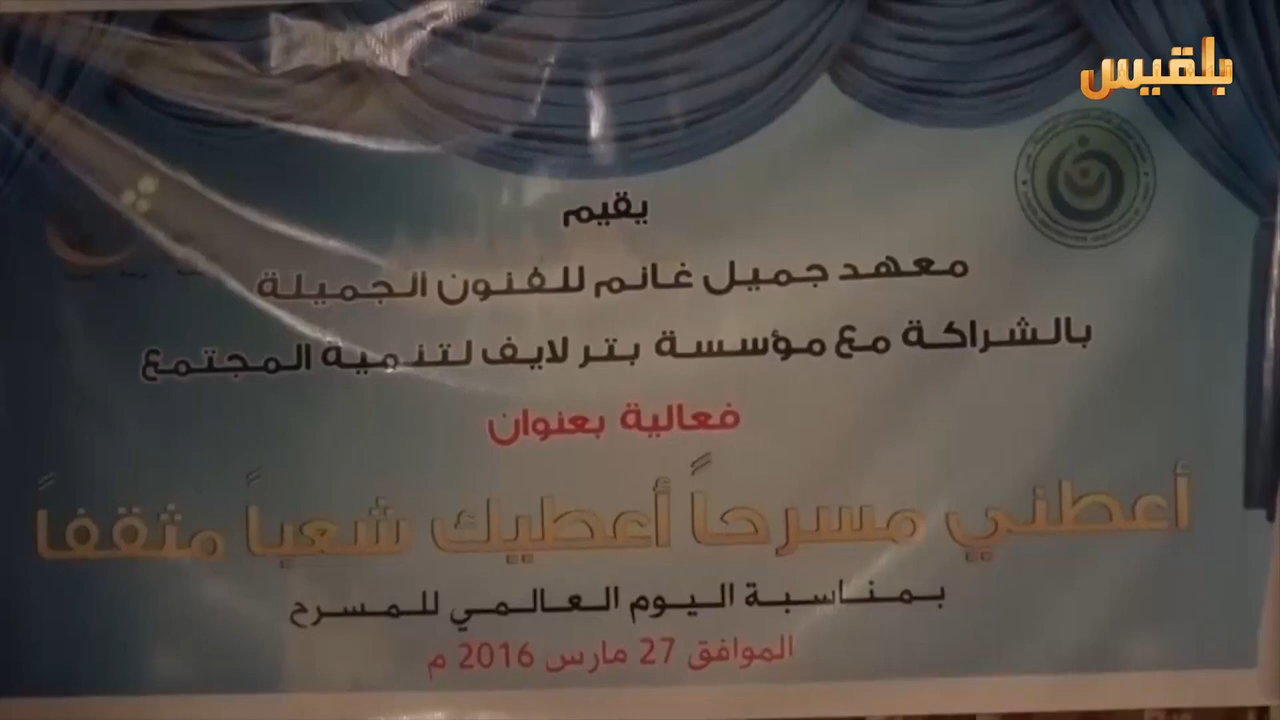 بلقيس
يقيم
معهد جميل غانم للفنون الجميلة
بالشراكة مع مؤسسة بتر لايف لتنمية المجتمع
فعالية بعنوان
أعطني مسرحاً أعطيك شعباً مثقفاً
بمناسبة اليوم العالمي للمسرح
الموافق 27 مارس 2016 م